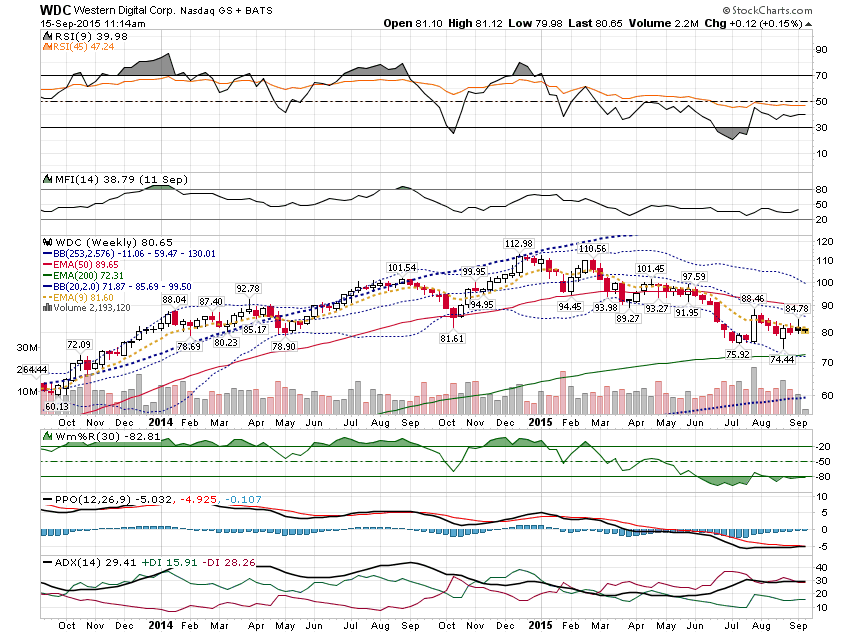 WDC Western Digital Corp. Nasdaq GS + BATS
© StockCharts.com
15-Sep-2015 11:14am
Open 81.10 High 81.12 Low 79.98 Last 80.65 Volume 2.2M Chg +0.12 (+0.15%)
RSI(9) 39.98
RSI(45) 47.24
90
70
50
30
10
MFI(14) 38.79 (11 Sep)
80
50
20
WDC (Weekly) 80.65
BB(253,2.576) -11.06 - 59.47 - 130.01
EMA(50) 89.65
EMA(200) 72.31
BB(20,2.0) 71.87 - 85.69 - 99.50
EMA(9) 81.60
Volume 2,193,120
120
110
100
90
80
70
60
30M
264.44
10M
60.13
72.09
88.04
78.69
87.40
80.23
92.78
85.17
78.90
101.54
81.61
99.95
94.95
112.98
94.45
110.56
93.98
89.27
101.45
93.27
97.59
91.95
75.92
88.46
74.44
84.78
Oct Nov Dec 2014 Feb Mar Apr May Jun Jul Aug Sep Oct Nov Dec 2015 Feb Mar Apr May Jun Jul Aug Sep
Wm%R(30) -82.81
-20
-50
-80
PPO(12,26,9) -5.032, -4.925, -0.107
10
5
0
-5
ADX(14) 29.41 +DI 15.91 -DI 28.26
40
30
20
10
Oct Nov Dec 2014 Feb Mar Apr May Jun Jul Aug Sep Oct Nov Dec 2015 Feb Mar Apr May Jun Jul Aug Sep